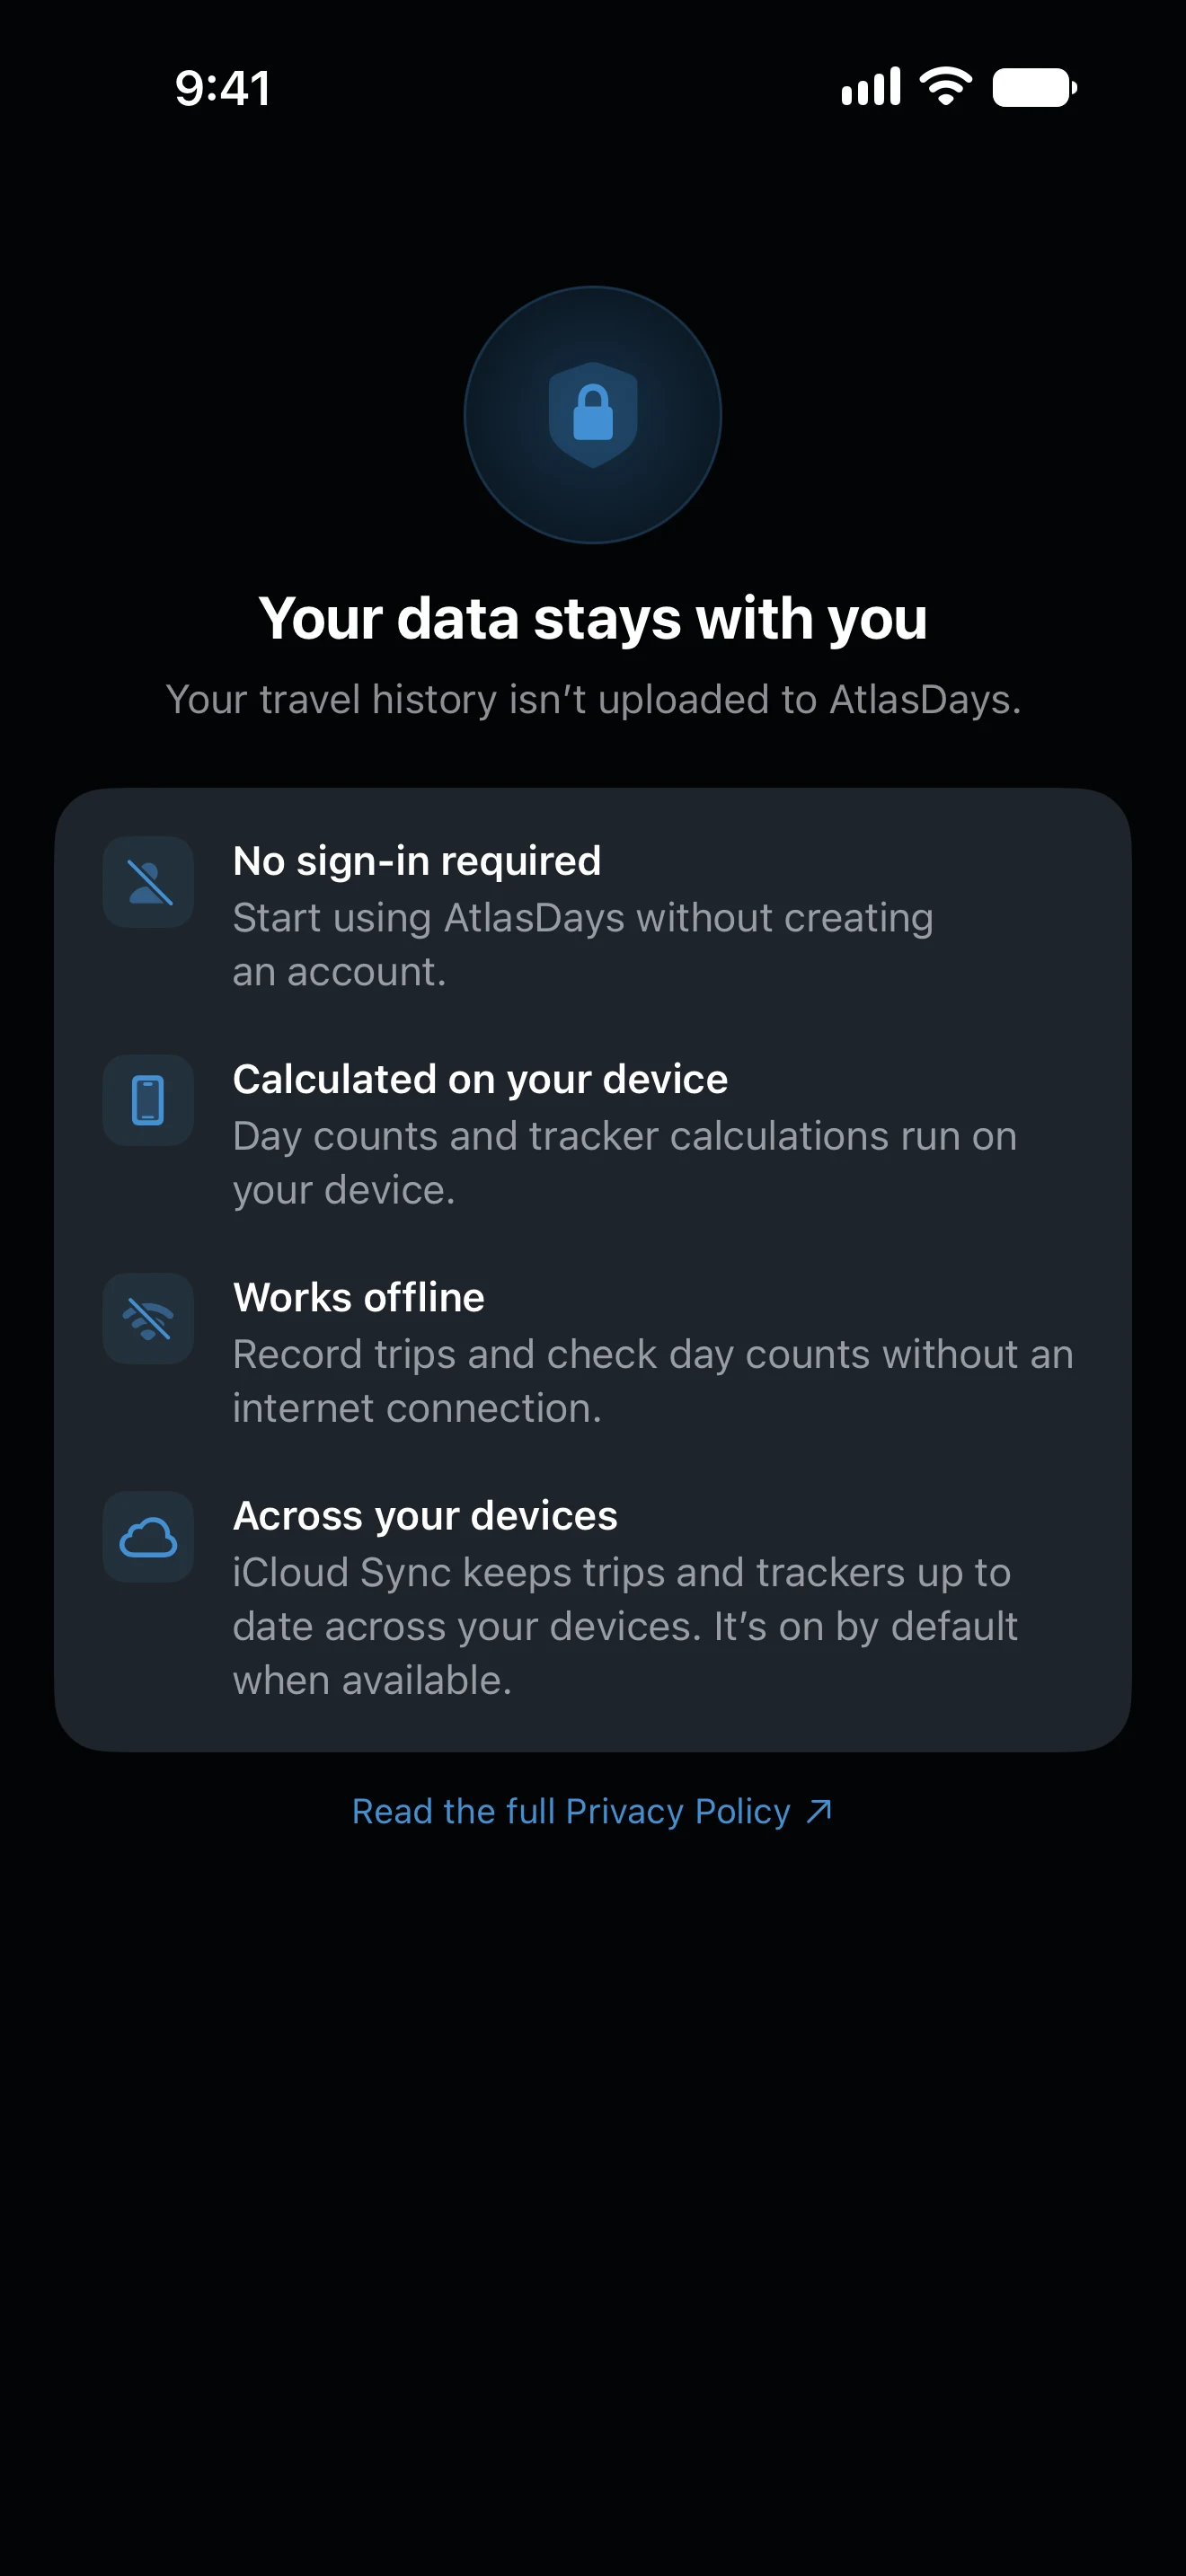 9:41
Your data stays with you
Your travel history isn’t uploaded to AtlasDays.
No sign-in required
Start using AtlasDays without creating
an account.
Calculated on your device
Day counts and tracker calculations run on
your device.
Works offline
Record trips and check day counts without an
internet connection.
Across your devices
iCloud Sync keeps trips and trackers up to
date across your devices. It’s on by default
when available.
Read the full Privacy Policy ↗